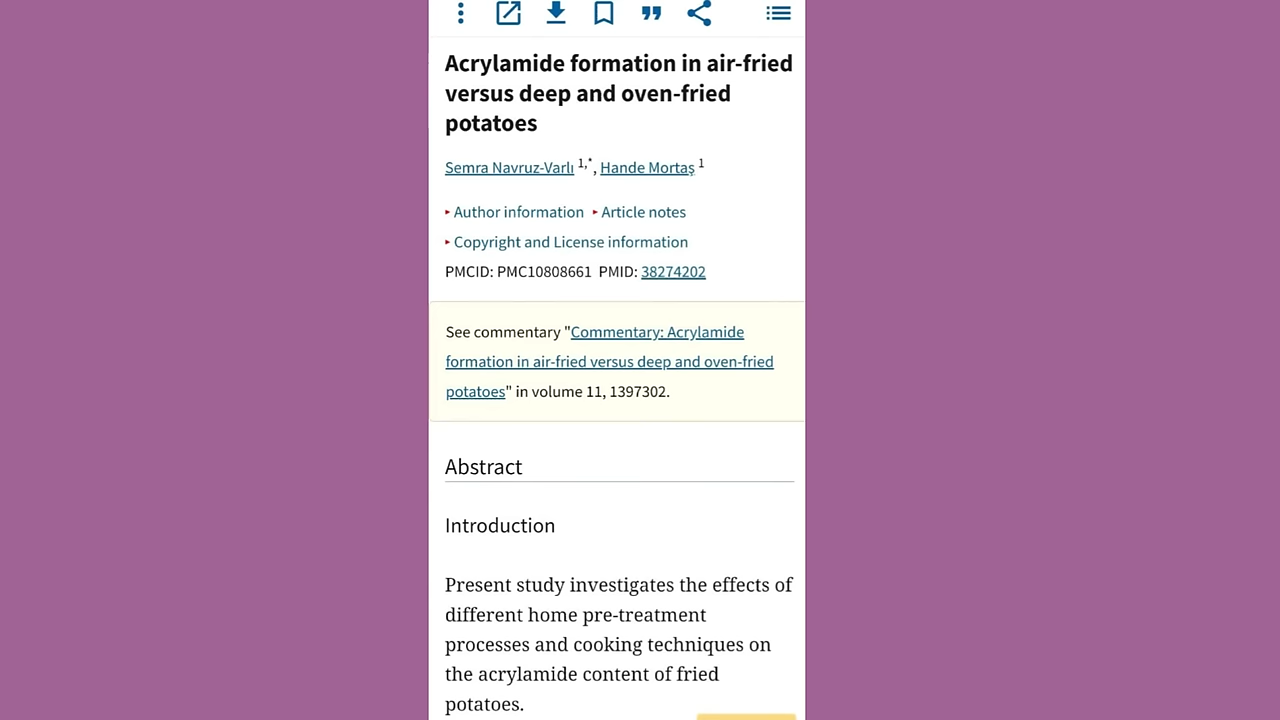 Acrylamide formation in air-fried
versus deep and oven-fried
potatoes
Semra Navruz-Varlı 1,*, Hande Mortaş 1
▸ Author information ▸ Article notes
▸ Copyright and License information
PMCID: PMC10808661 PMID: 38274202
See commentary "Commentary: Acrylamide
formation in air-fried versus deep and oven-fried
potatoes" in volume 11, 1397302.
Abstract
Introduction
Present study investigates the effects of
different home pre-treatment
processes and cooking techniques on
the acrylamide content of fried
potatoes.